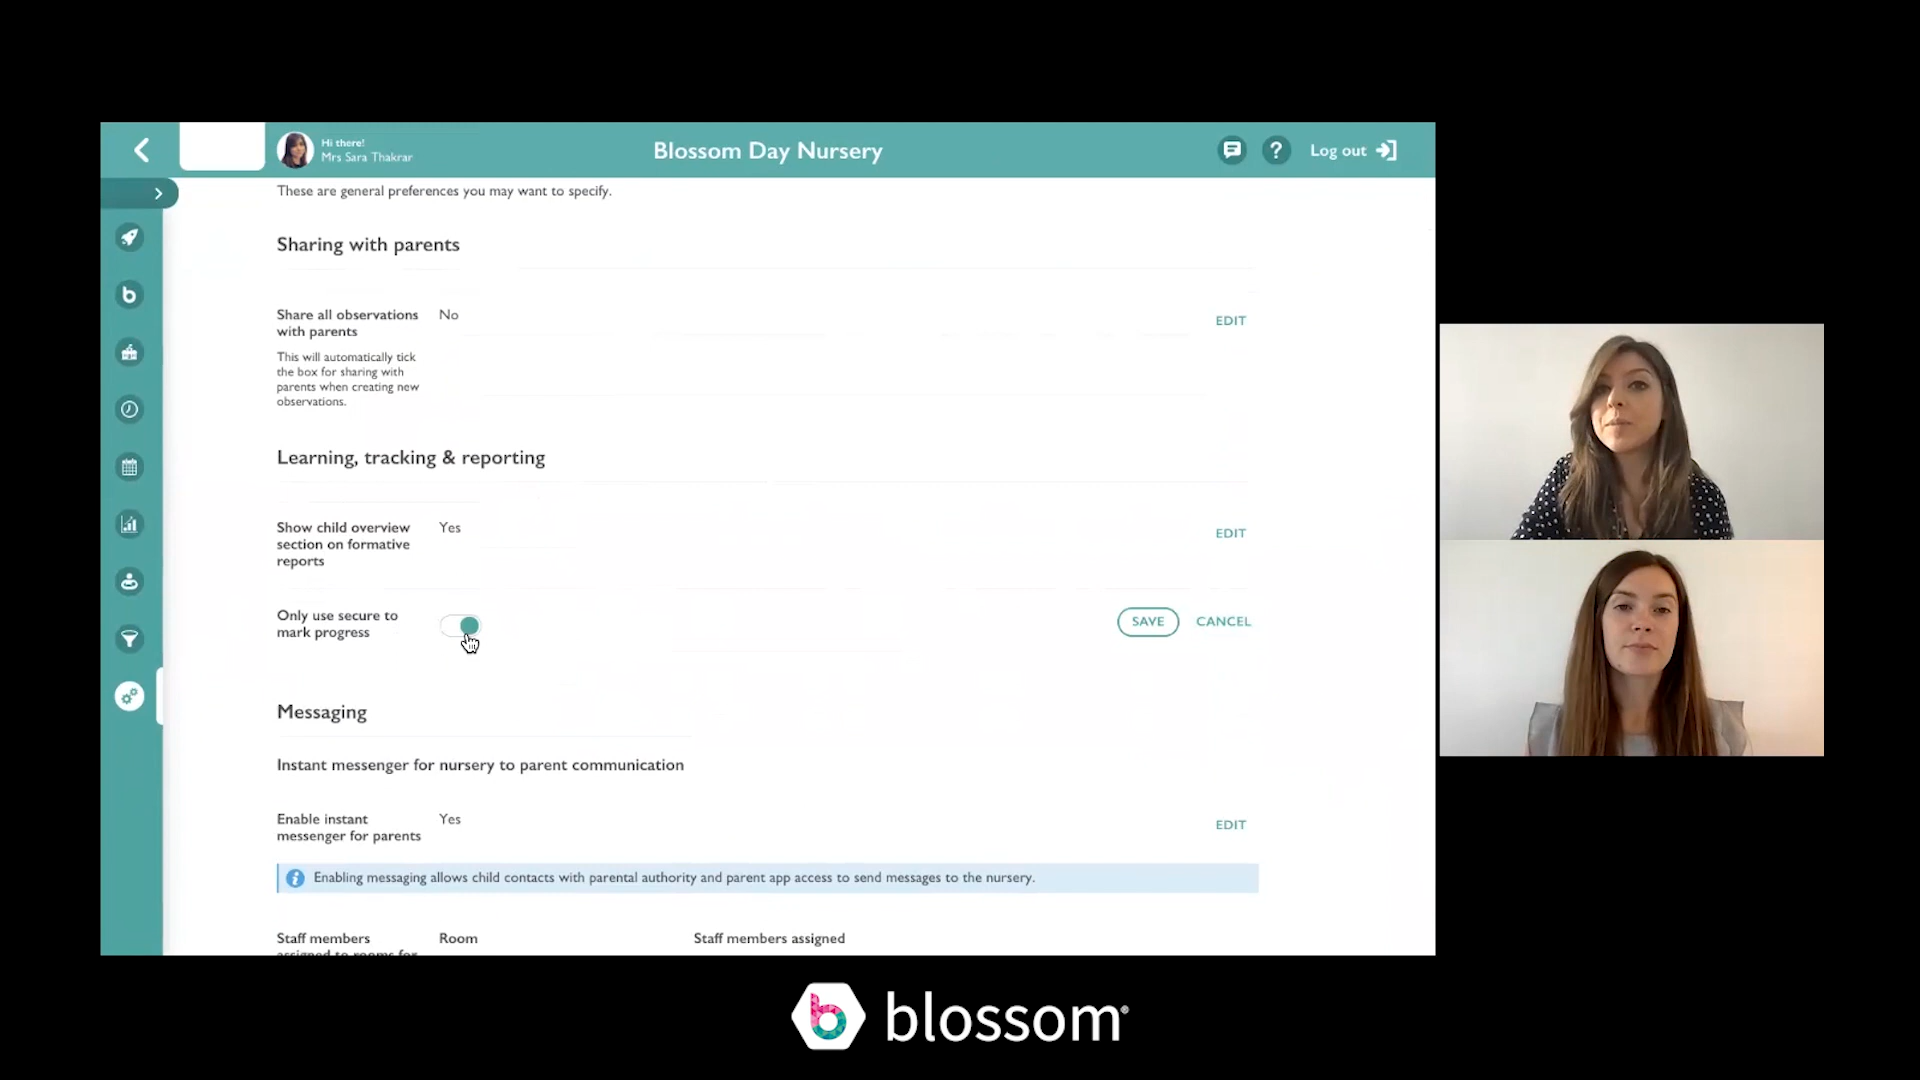 Hi there!
Mrs Sara Thakrar
Blossom Day Nursery
?
Log out
These are general preferences you may want to specify.
Sharing with parents
Share all observations
with parents
No
EDIT
This will automatically tick
the box for sharing with
parents when creating new
observations.
Learning, tracking & reporting
Show child overview
section on formative
reports
Yes
EDIT
Only use secure to
mark progress
SAVE
CANCEL
Messaging
Instant messenger for nursery to parent communication
Enable instant
messenger for parents
Yes
EDIT
Enabling messaging allows child contacts with parental authority and parent app access to send messages to the nursery.
Staff members
assigned to rooms for
Room
Staff members assigned
blossom®